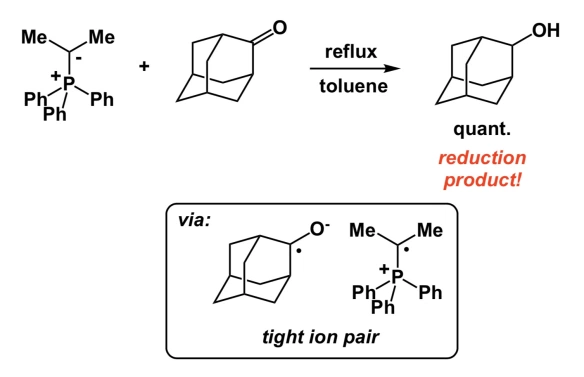 Me Me
-
+
P
Ph Ph
Ph
+
O
reflux
toluene
OH
quant.
reduction
product!
via:
O-
•
Me Me
•
+
P
Ph Ph
Ph
tight ion pair